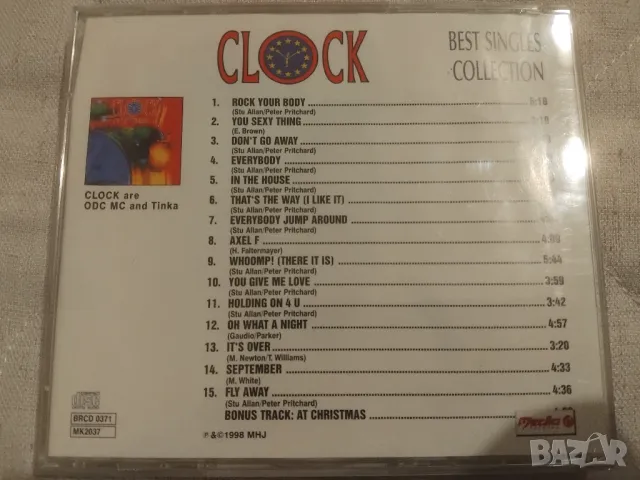 CLOCK
BEST SINGLES
COLLECTION
1. ROCK YOUR BODY
(Stu Allan/Peter Pritchard)
2. YOU SEXY THING
(E. Brown)
3. DON'T GO AWAY
(Stu Allan/Peter Pritchard)
4. EVERYBODY
(Stu Allan/Peter Pritchard)
5. IN THE HOUSE
(Stu Allan/Peter Pritchard)
6. THAT'S THE WAY (I LIKE IT)
(Stu Allan/Peter Pritchard)
7. EVERYBODY JUMP AROUND
(Stu Allan/Peter Pritchard)
8. AXEL F
(H. Faltermayer)
9. WHOOMP! (THERE IT IS)
(Stu Allan/Peter Pritchard)
10. YOU GIVE ME LOVE 3:59
(Stu Allan/Peter Pritchard)
11. HOLDING ON 4 U 3:42
(Stu Allan/Peter Pritchard)
12. OH WHAT A NIGHT 4:57
(Gaudio/Parker)
13. IT'S OVER 3:20
(M. Newton/T. Williams)
14. SEPTEMBER 4:33
(M. White)
15. FLY AWAY 4:36
(Stu Allan/Peter Pritchard)
BONUS TRACK: AT CHRISTMAS
℗ &©1998 MHJ
CLOCK
CLOCK are
ODC MC and Tinka
BRCD 0371
MK2037
Media
BAZAR